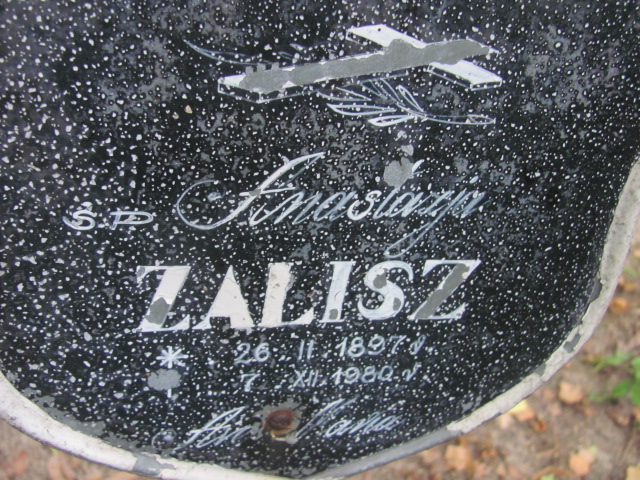 Ś.P. Anastazja
ZALISZ
* 26 II 1897 r.
7 XII 1980 r.